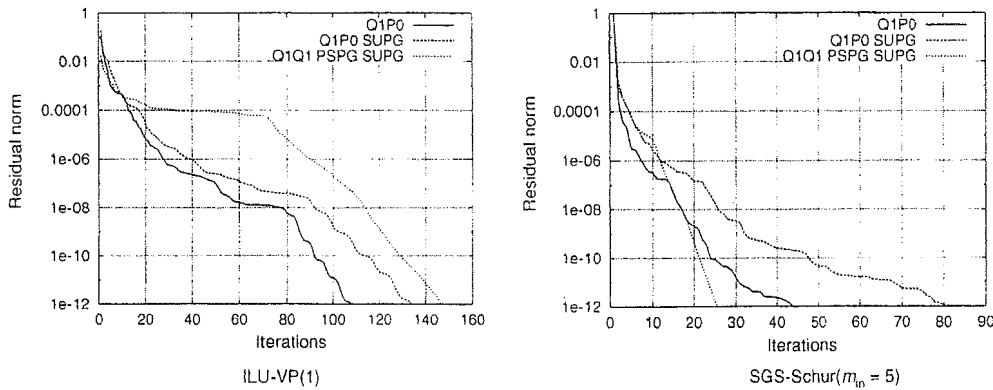 Q1P0
Q1P0 SUPG
Q1Q1 PSPG SUPG
Residual norm
1
0.01
0.0001
1e-06
1e-08
1e-10
1e-12
0 20 40 60 80 100 120 140 160
Iterations
ILU-VP(1)
Q1P0
Q1P0 SUPG
Q1Q1 PSPG SUPG
Residual norm
1
0.01
0.0001
1e-06
1e-08
1e-10
1e-12
0 10 20 30 40 50 60 70 80 90
Iterations
SGS-Schur(m_in = 5)